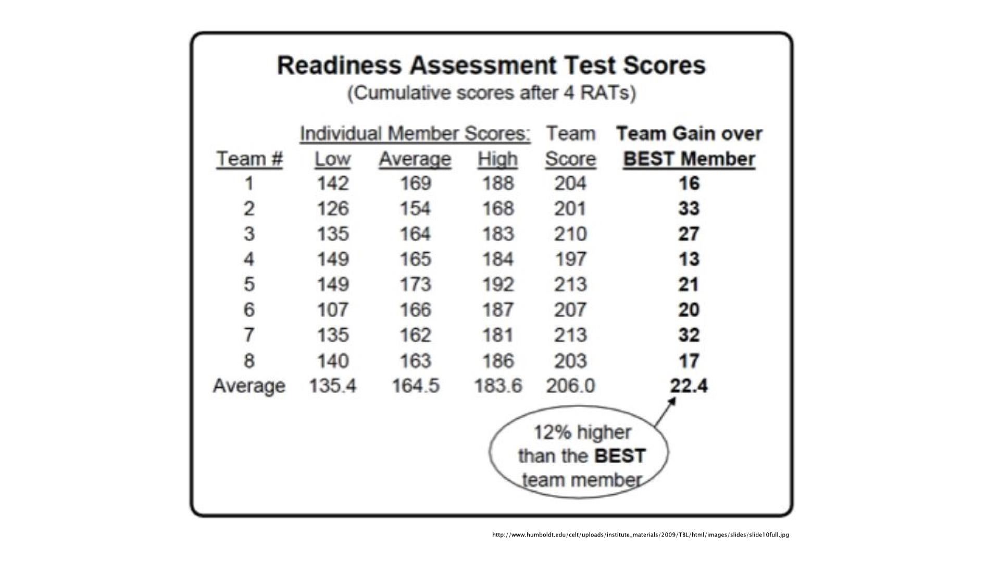 Readiness Assessment Test Scores
(Cumulative scores after 4 RATs)
Individual Member Scores: Team Team Gain over
Team # Low Average High Score BEST Member
1 142 169 188 204 16
2 126 154 168 201 33
3 135 164 183 210 27
4 149 165 184 197 13
5 149 173 192 213 21
6 107 166 187 207 20
7 135 162 181 213 32
8 140 163 186 203 17
Average 135.4 164.5 183.6 206.0 22.4
12% higher
than the BEST
team member
http://www.humboldt.edu/celt/uploads/institute_materials/2009/TBL/html/images/slides/slide10full.jpg